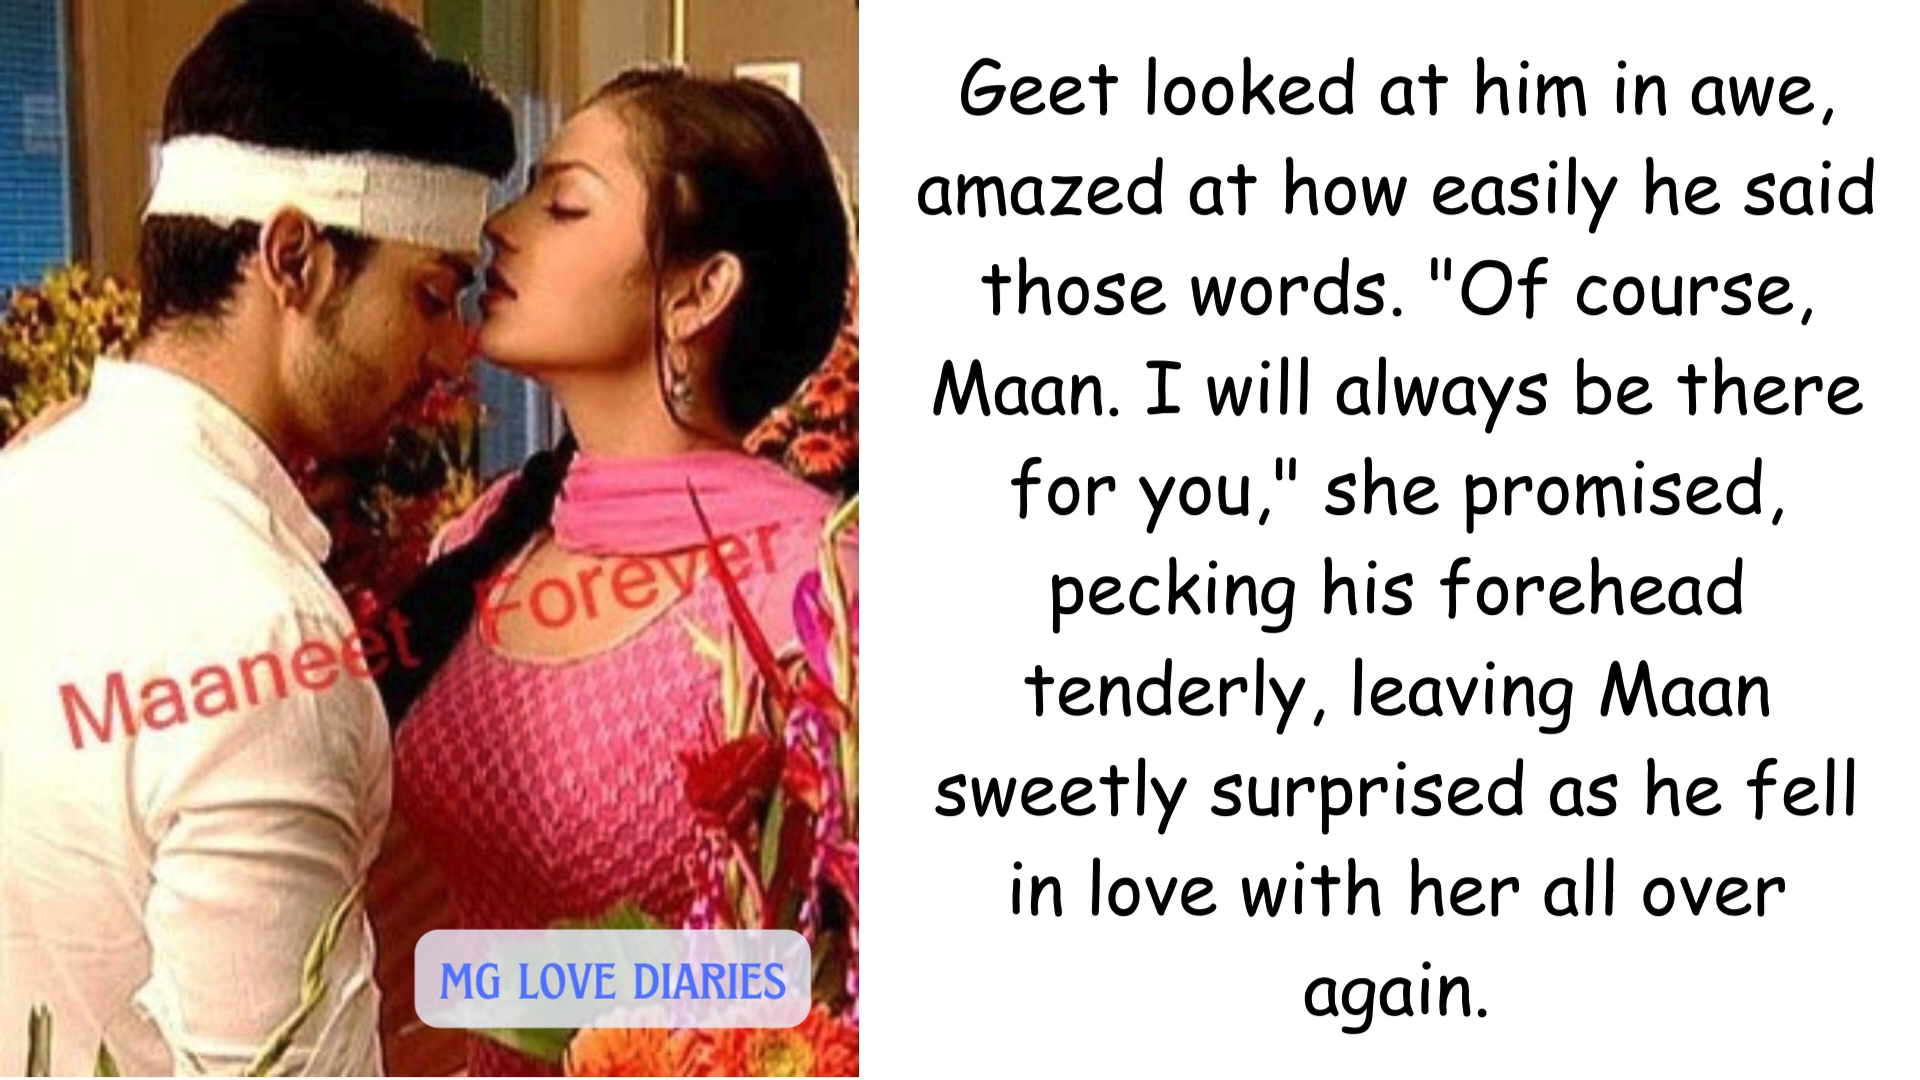 Maaneet Forever
MG LOVE DIARIES
Geet looked at him in awe,
amazed at how easily he said
those words. "Of course,
Maan. I will always be there
for you," she promised,
pecking his forehead
tenderly, leaving Maan
sweetly surprised as he fell
in love with her all over
again.